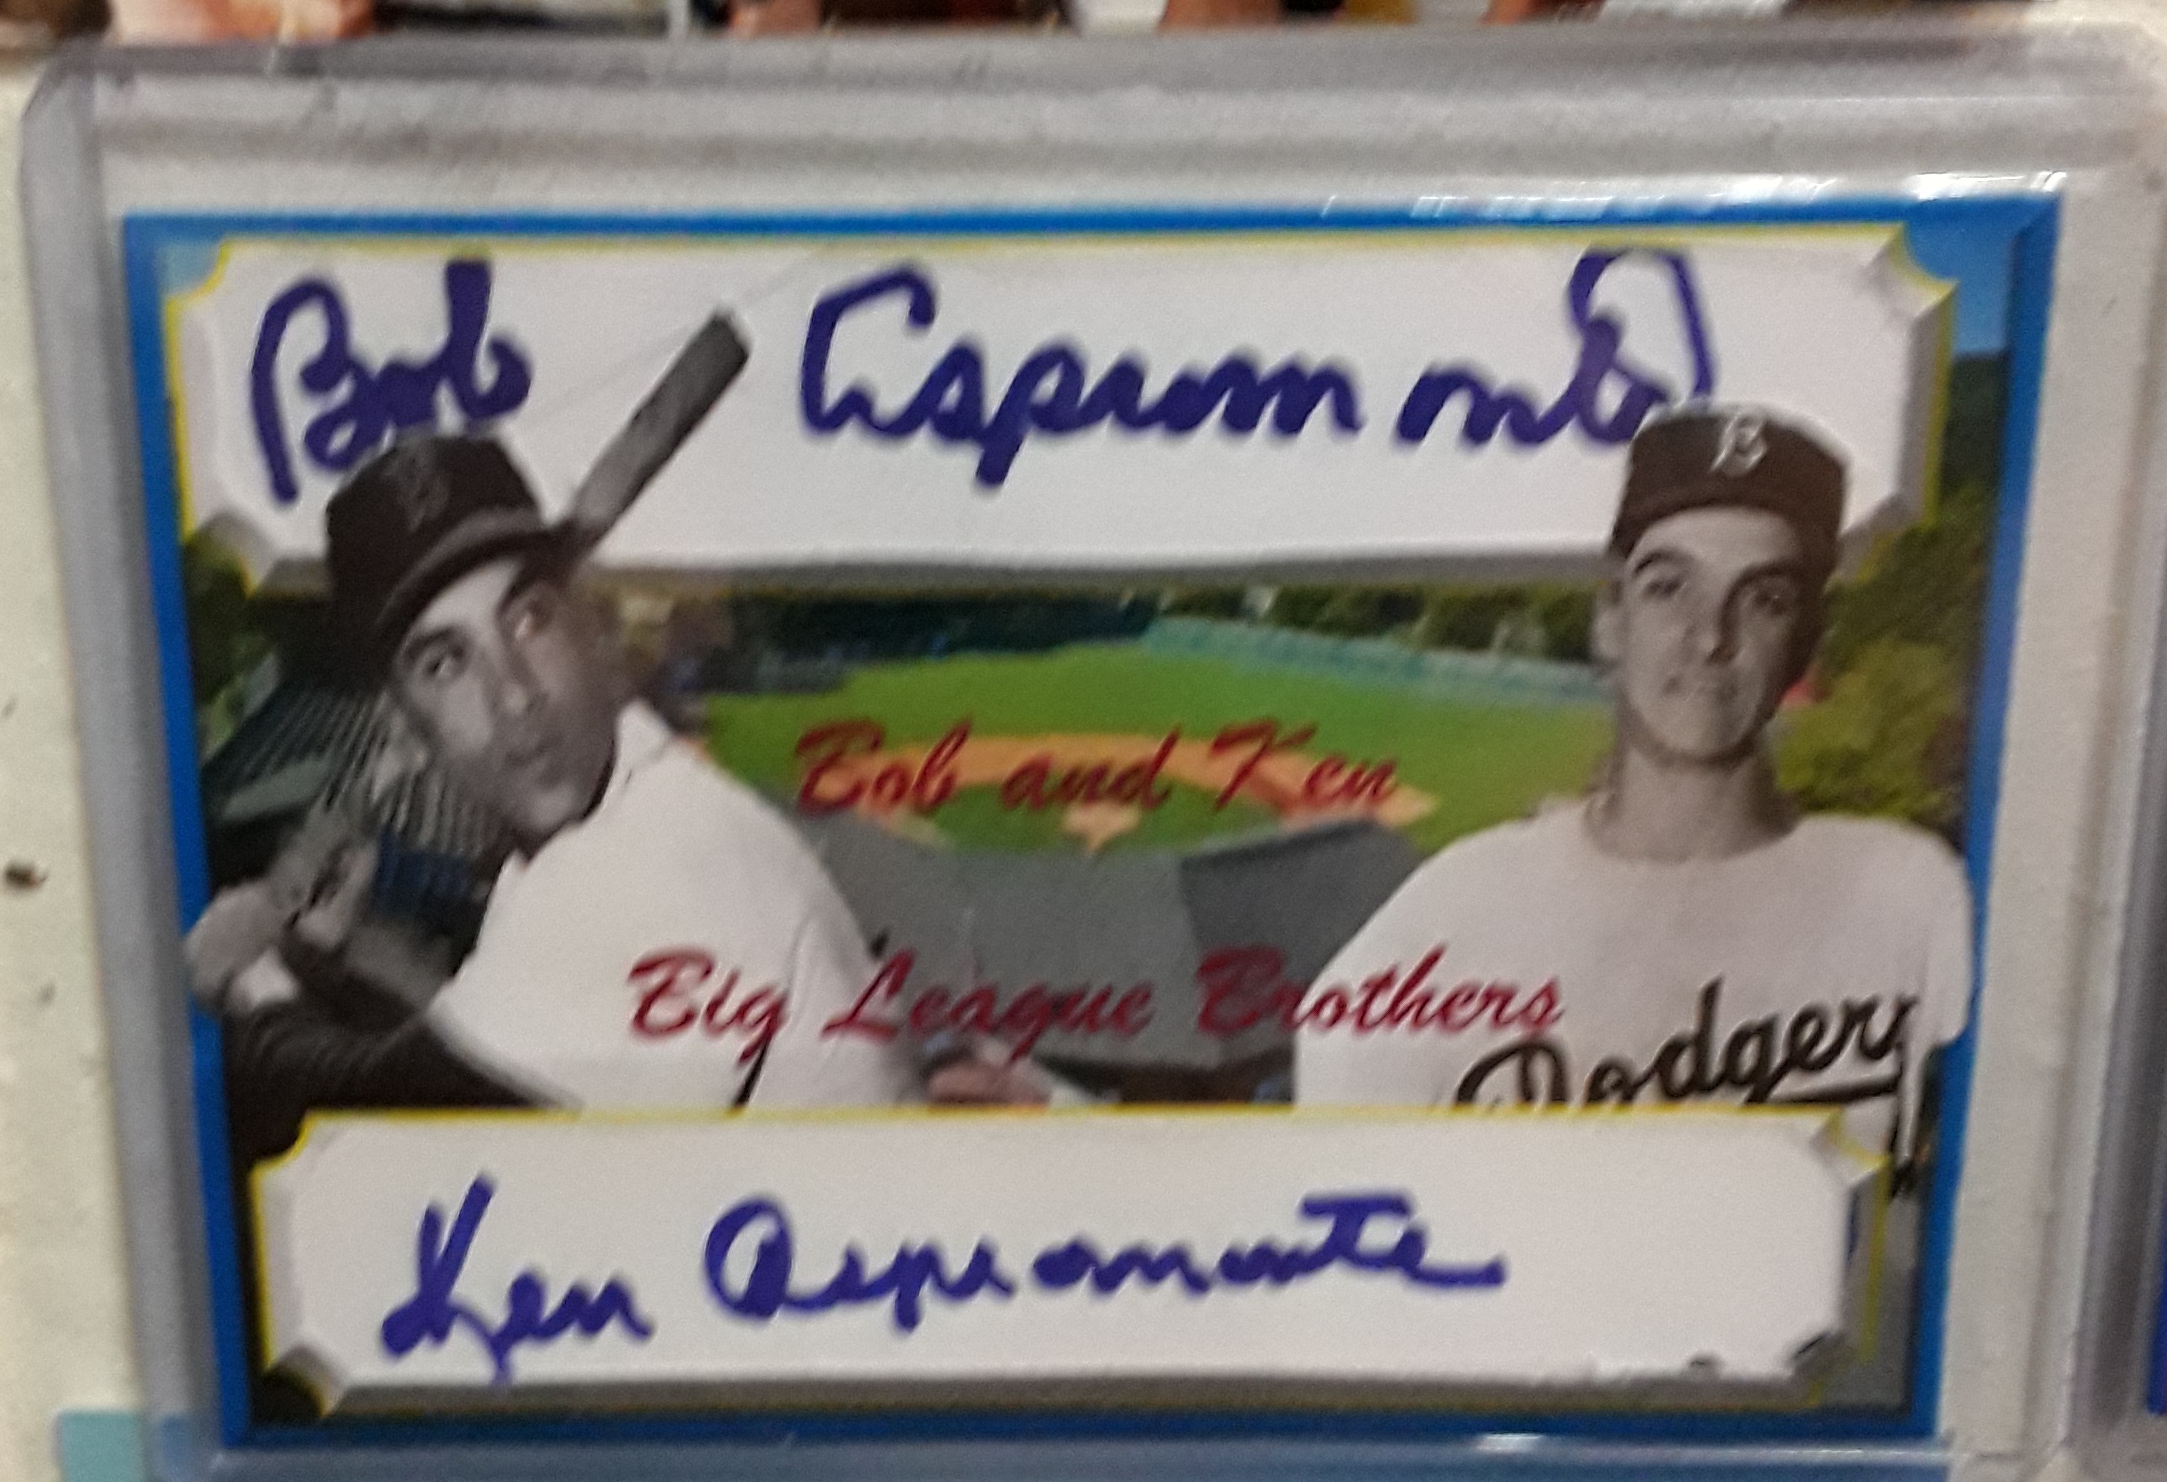 Bob Aspromonte
B
B
Bob and Ken
Big League Brothers
Dodgers
Ken Aspromonte